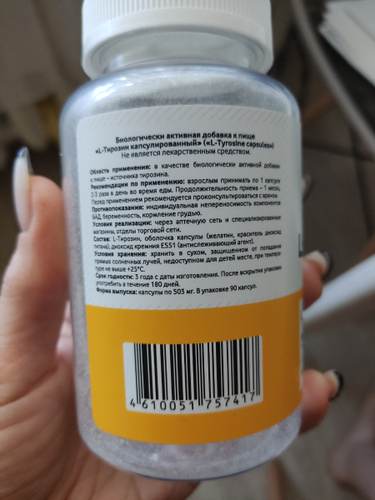 Биологически активная добавка к пище
«L-Тирозин капсулированный» («L-Tyrosine capsules»)
Не является лекарственным средством.
Область применения: в качестве биологически активной добавки
к пище – источника тирозина.
Рекомендации по применению: взрослым принимать по 1 капсуле
2-3 раза в день во время еды. Продолжительность приема – 1 месяц.
Перед применением рекомендуется проконсультироваться с врачом.
Противопоказания: индивидуальная непереносимость компонентов
БАД, беременность, кормление грудью.
Условия реализации: через аптечную сеть и специализированные
магазины, отделы торговой сети.
Состав: L-Тирозин, оболочка капсулы (желатин, краситель диоксид
титана), диоксид кремния E551 (антислеживающий агент).
Условия хранения: хранить в сухом, защищенном от попадания
прямых солнечных лучей, недоступном для детей месте, при темпера-
туре не выше +25°C.
Срок годности: 3 года с даты изготовления. После вскрытия упаковки
употребить в течение 180 дней.
Форма выпуска: капсулы по 503 мг. В упаковке 90 капсул.
4 610051 757417